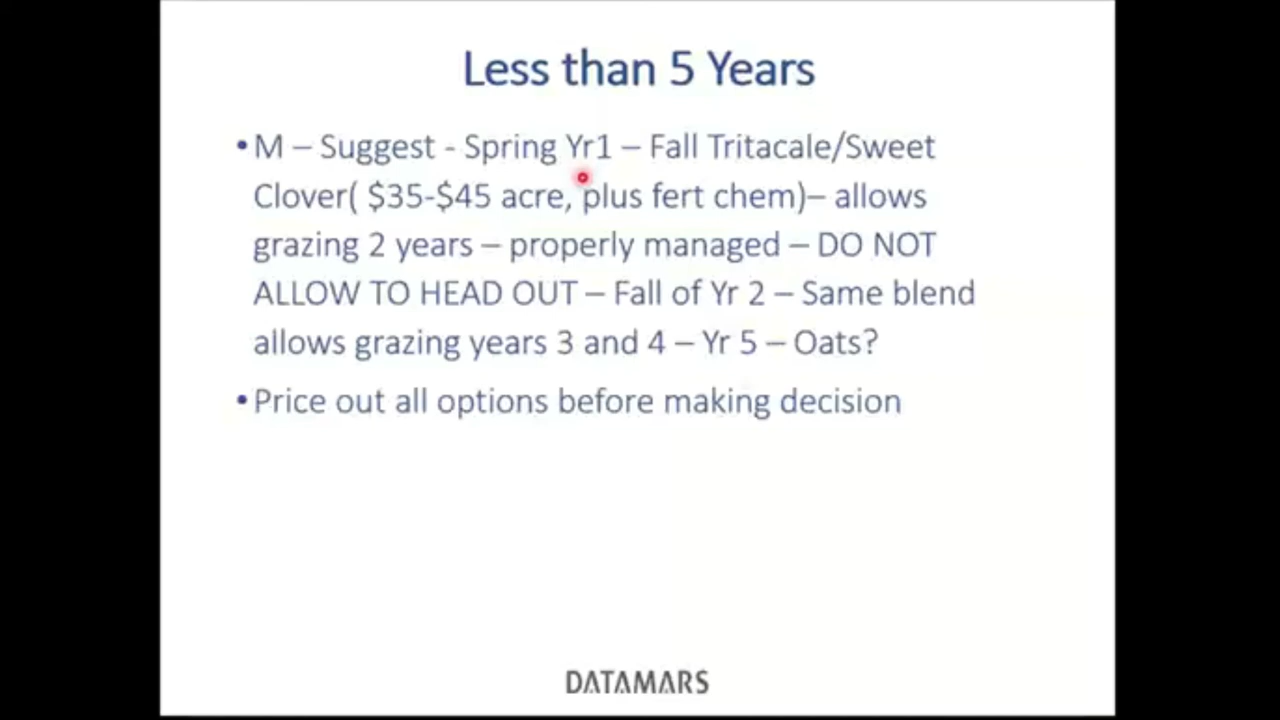 Less than 5 Years
•M – Suggest - Spring Yr1 – Fall Tritacale/Sweet
Clover( $35-$45 acre, plus fert chem)– allows
grazing 2 years – properly managed – DO NOT
ALLOW TO HEAD OUT – Fall of Yr 2 – Same blend
allows grazing years 3 and 4 – Yr 5 – Oats?
•Price out all options before making decision
DATAMARS